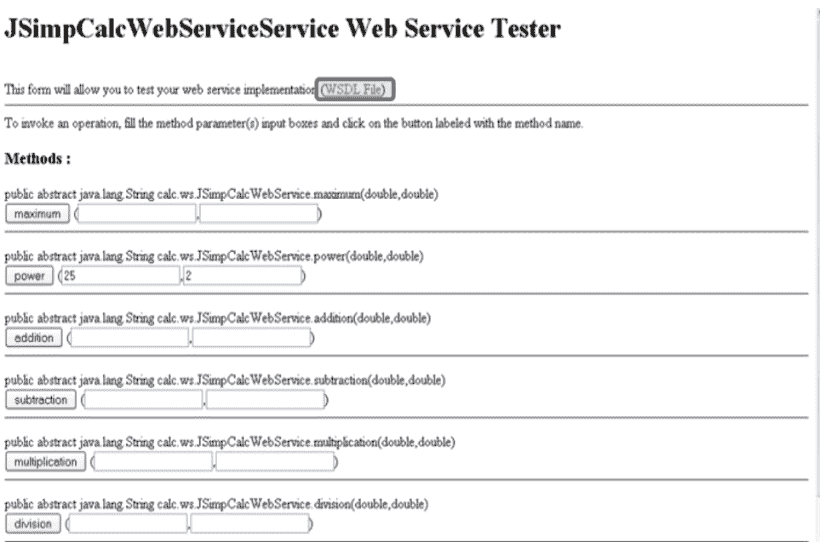 JSimpCalcWebServiceService Web Service Tester
This form will allow you to test your web service implementation (WSDL File)
To invoke an operation, fill the method parameter(s) input boxes and click on the button labeled with the method name.
Methods :
public abstract java.lang.String calc.ws.JSimpCalcWebService.maximum(double,double)
maximum ( , )
public abstract java.lang.String calc.ws.JSimpCalcWebService.power(double,double)
power (25 ,2 )
public abstract java.lang.String calc.ws.JSimpCalcWebService.addition(double,double)
addition ( , )
public abstract java.lang.String calc.ws.JSimpCalcWebService.subtraction(double,double)
subtraction ( , )
public abstract java.lang.String calc.ws.JSimpCalcWebService.multiplication(double,double)
multiplication ( , )
public abstract java.lang.String calc.ws.JSimpCalcWebService.division(double,double)
division ( , )